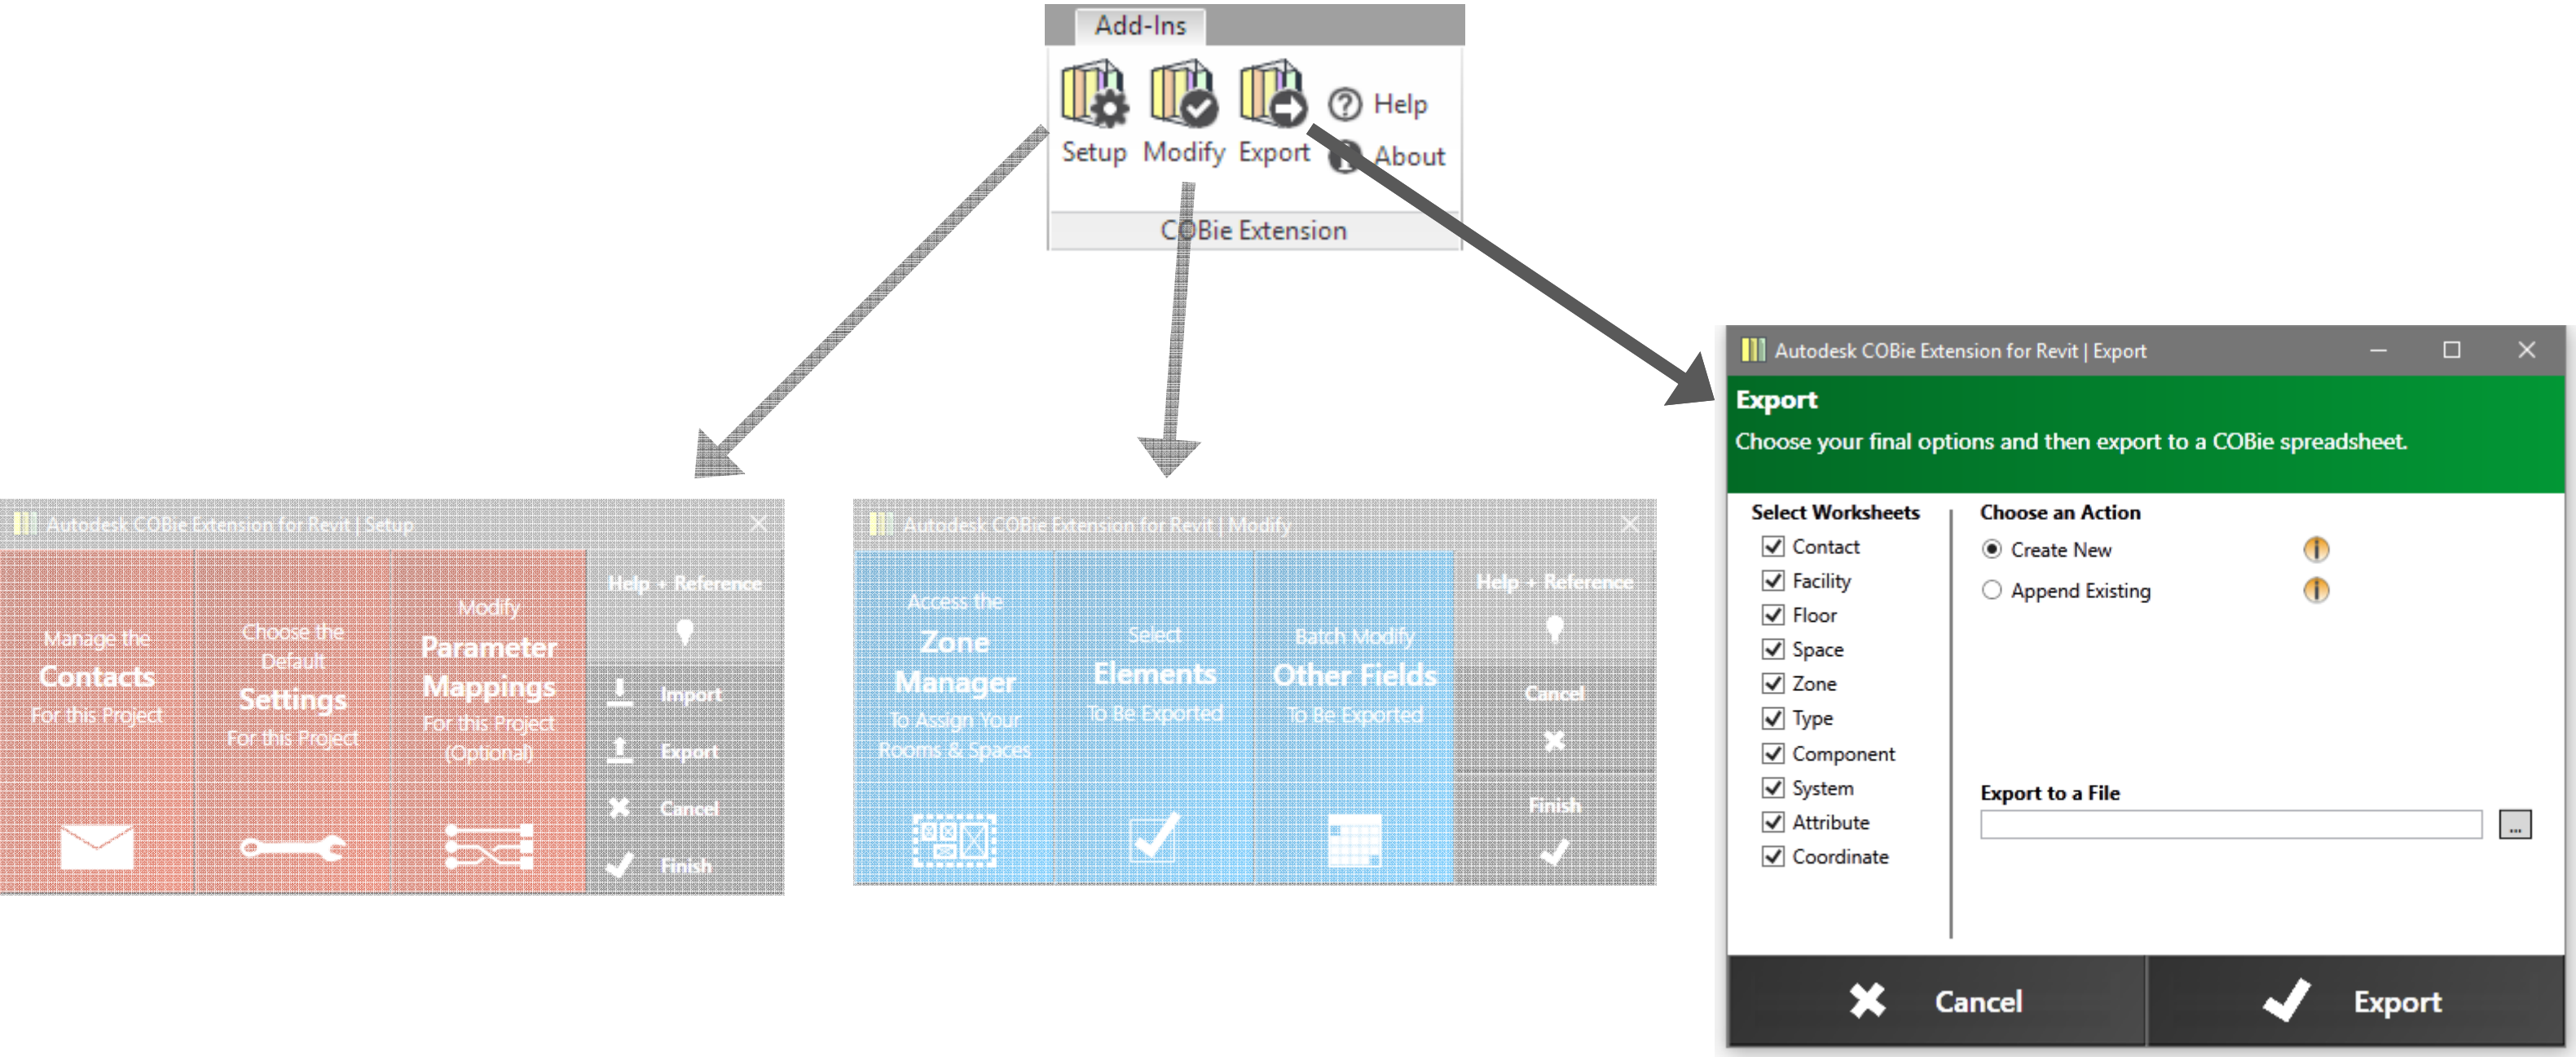 Add-Ins
Setup Modify Export
Help
About
COBie Extension
Autodesk COBie Extension for Revit | Setup
Manage the
Contacts
For this Project
Choose the
Default
Settings
For this Project
Modify
Parameter
Mappings
For this Project
(Optional)
Help + Reference
Import
Export
Cancel
Finish
Autodesk COBie Extension for Revit | Modify
Access the
Zone
Manager
To Assign Your
Rooms & Spaces
Select
Elements
To Be Exported
Batch Modify
Other Fields
To Be Exported
Help + Reference
Cancel
Finish
Autodesk COBie Extension for Revit | Export
Export
Choose your final options and then export to a COBie spreadsheet.
Select Worksheets
Contact
Facility
Floor
Space
Zone
Type
Component
System
Attribute
Coordinate
Choose an Action
Create New
Append Existing
Export to a File
...
Cancel
Export